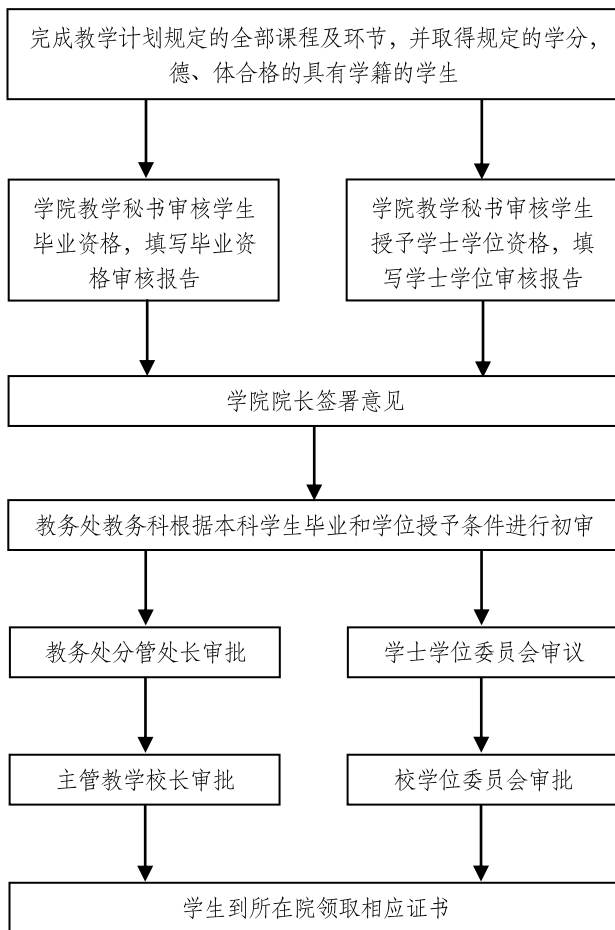 完成教学计划规定的全部课程及环节，并取得规定的学分，
德、体合格的具有学籍的学生
学院教学秘书审核学生
毕业资格，填写毕业资
格审核报告
学院教学秘书审核学生
授予学士学位资格，填
写学士学位审核报告
学院院长签署意见
教务处教务科根据本科学生毕业和学位授予条件进行初审
教务处分管处长审批
学士学位委员会审议
主管教学校长审批
校学位委员会审批
学生到所在院领取相应证书